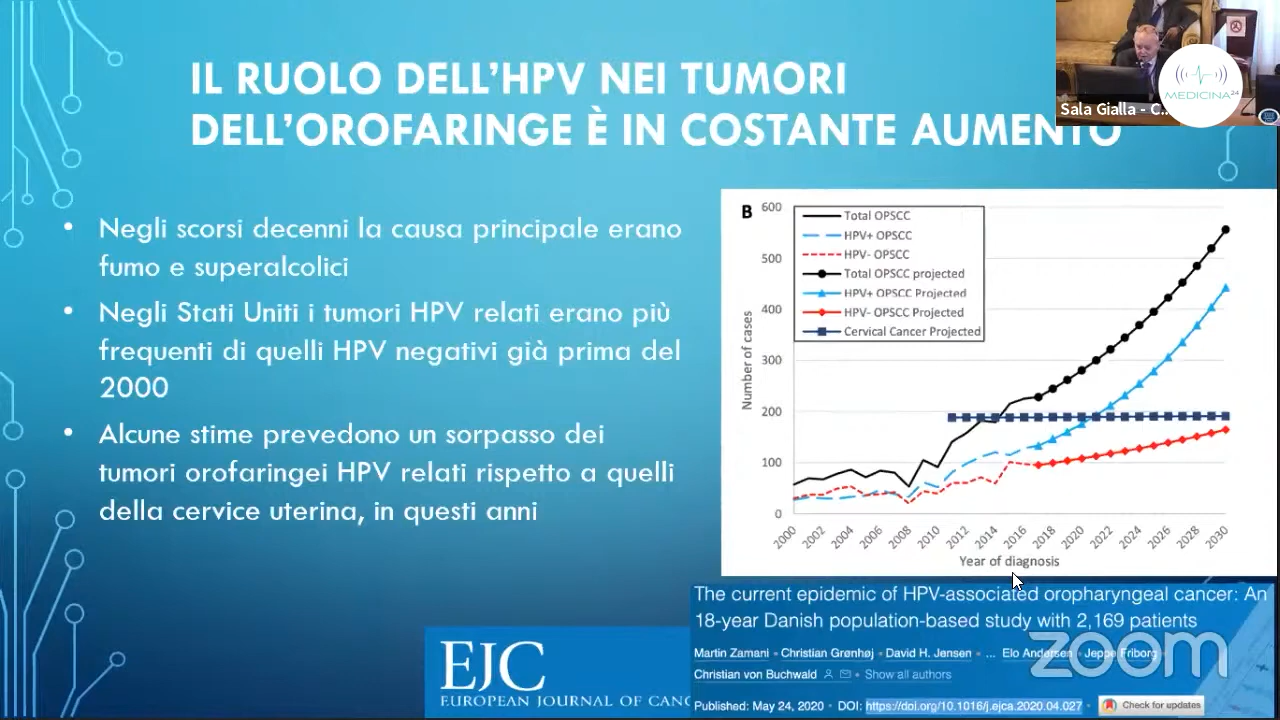 IL RUOLO DELL'HPV NEI TUMORI
DELL'OROFARINGE È IN COSTANTE AUMENTO
Sala Gialla - C...
MEDICINA24
• Negli scorsi decenni la causa principale erano
fumo e superalcolici
• Negli Stati Uniti i tumori HPV relati erano più
frequenti di quelli HPV negativi già prima del
2000
• Alcune stime prevedono un sorpasso dei
tumori orofaringei HPV relati rispetto a quelli
della cervice uterina, in questi anni
B
Total OPSCC
HPV+ OPSCC
HPV- OPSCC
Total OPSCC projected
HPV+ OPSCC Projected
HPV- OPSCC Projected
Cervical Cancer Projected
Number of cases
600
500
400
300
200
100
0
2000 2002 2004 2006 2008 2010 2012 2014 2016 2018 2020 2022 2024 2026 2028 2030
Year of diagnosis
The current epidemic of HPV-associated oropharyngeal cancer: An
18-year Danish population-based study with 2,169 patients
Martin Zamani • Christian Grønhøj • David H. Jensen • ... Elo Andersen • Jeppe Friborg •
Christian von Buchwald • Show all authors
Published: May 24, 2020 • DOI: https://doi.org/10.1016/j.ejca.2020.04.027 • Check for updates
EJC
EUROPEAN JOURNAL OF CANC
zoom